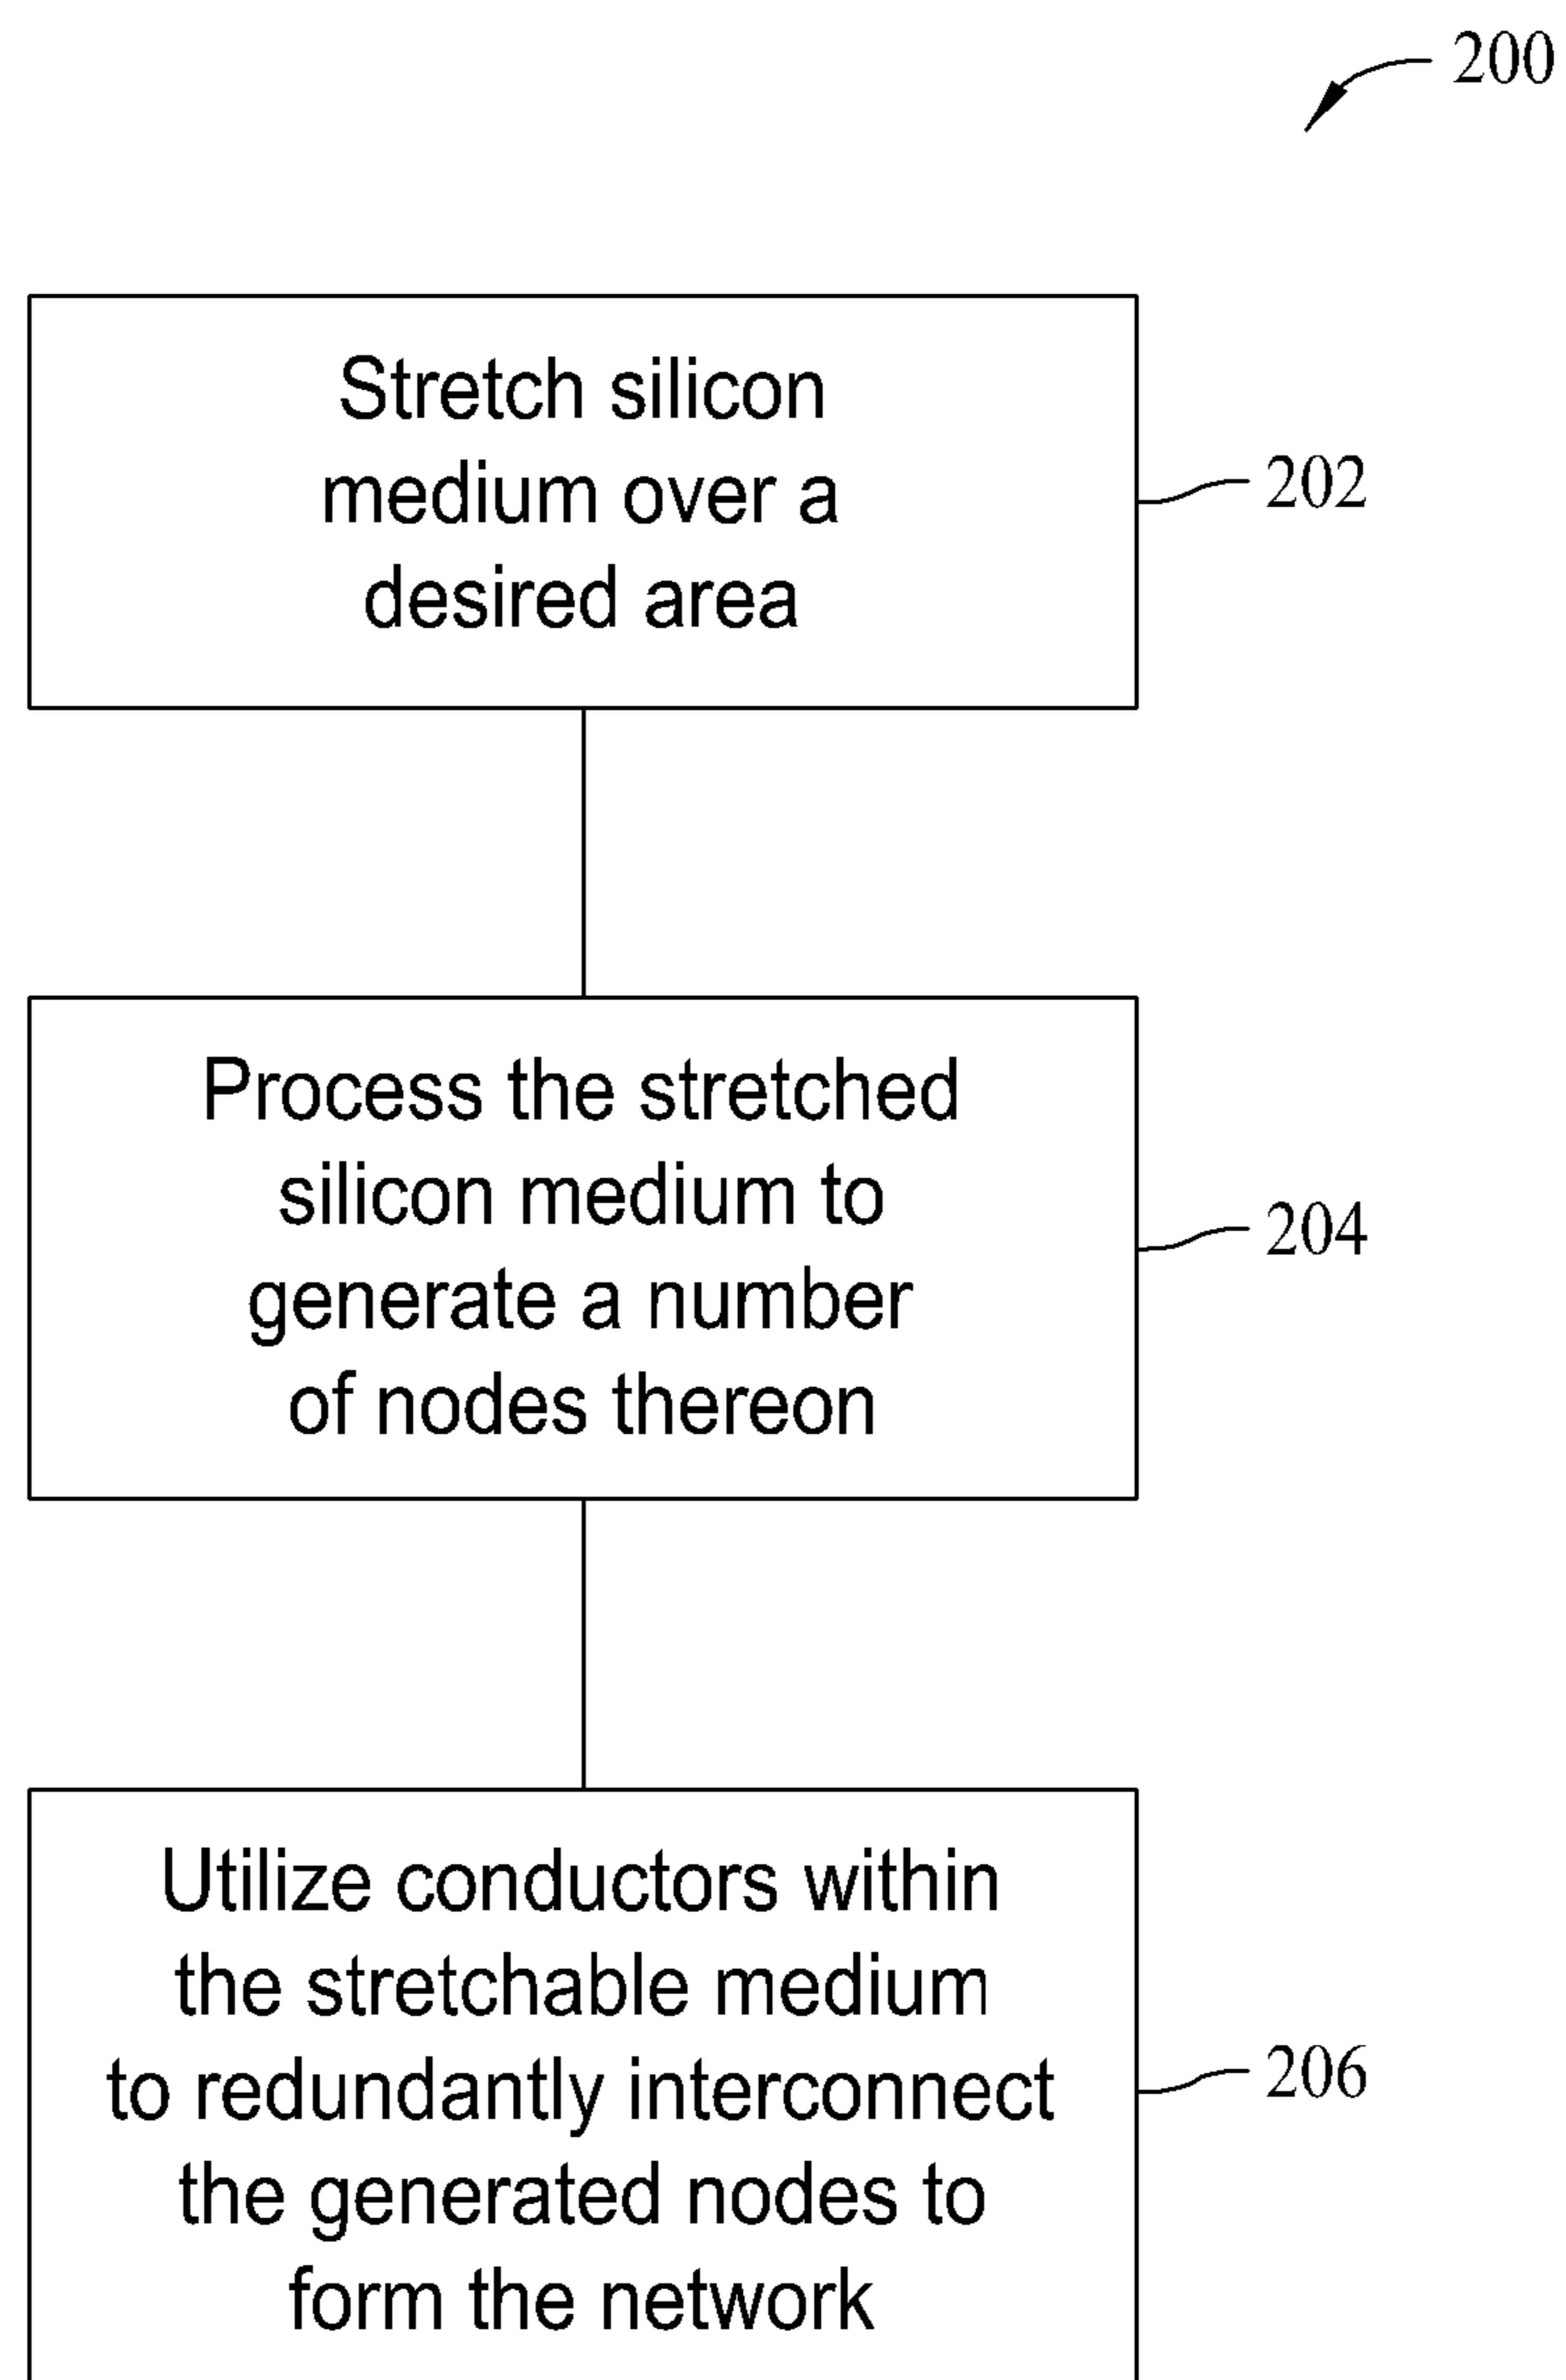 200
Stretch silicon
medium over a
desired area
202
Process the stretched
silicon medium to
generate a number
of nodes thereon
204
Utilize conductors within
the stretchable medium
to redundantly interconnect
the generated nodes to
form the network
206